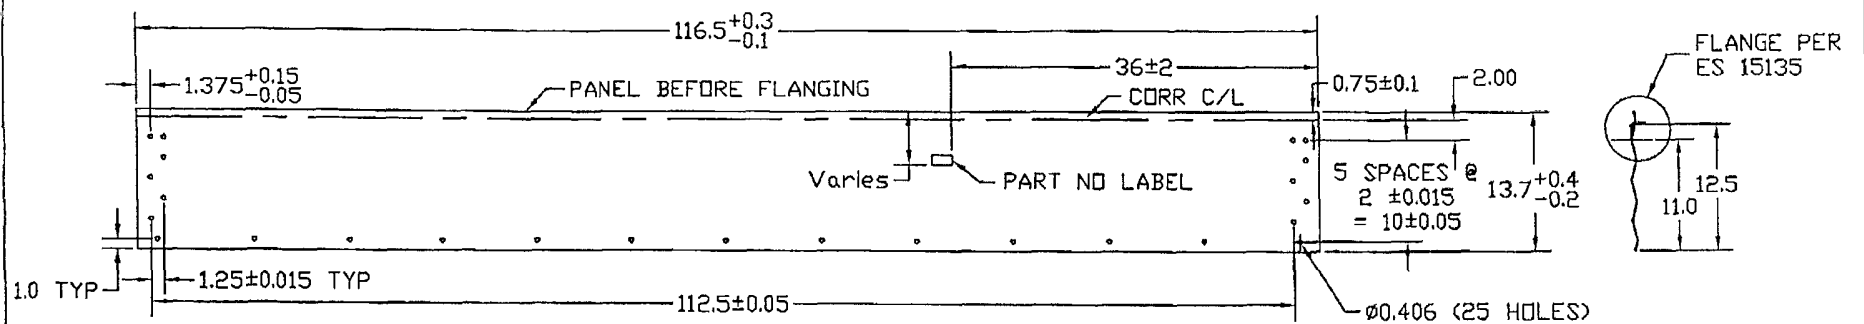 116.5+0.3
-0.1
FLANGE PER
ES 15135
1.375+0.15
-0.05
PANEL BEFORE FLANGING
36±2
CORR C/L
0.75±0.1
2.00
Varies
PART NO LABEL
5 SPACES @
2 ±0.015
= 10±0.05
13.7+0.4
-0.2
11.0
12.5
1.0 TYP
1.25±0.015 TYP
112.5±0.05
ø0.406 (25 HOLES)